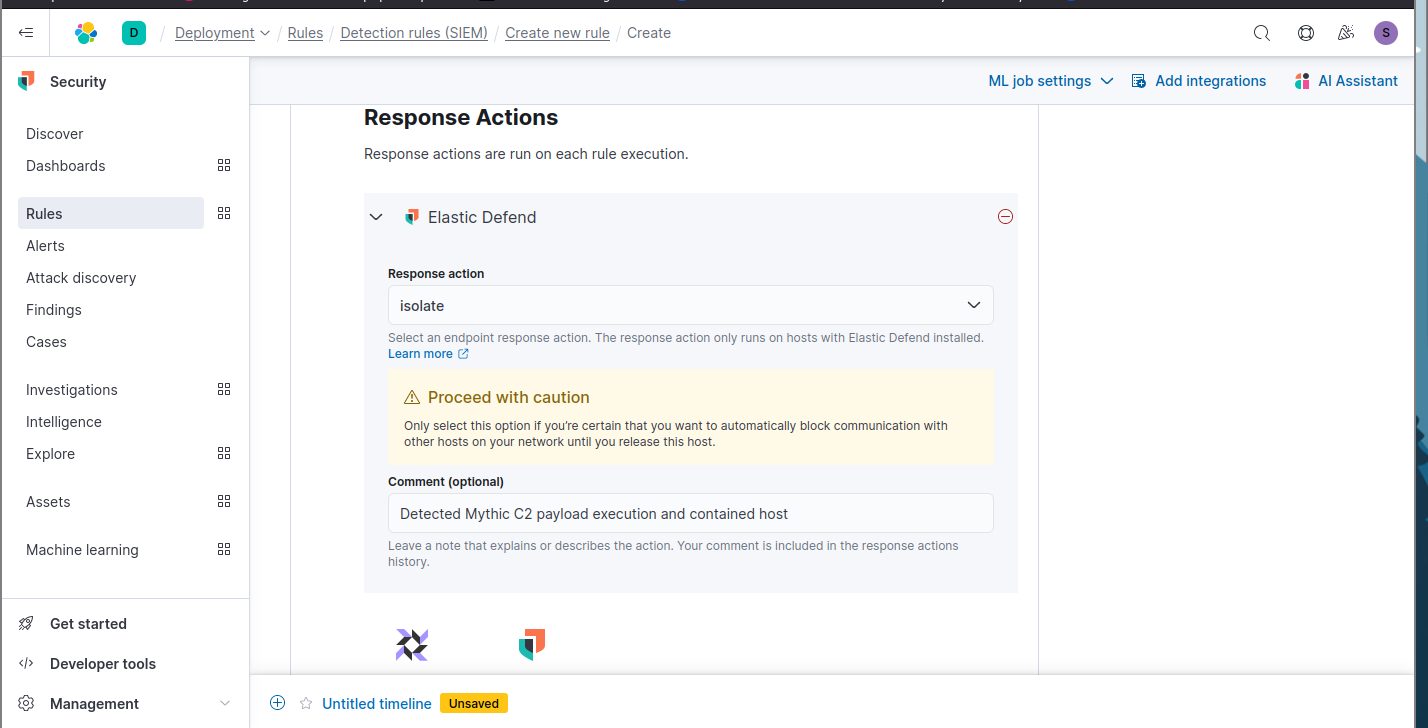 D
Deployment
Rules
Detection rules (SIEM)
Create new rule
Create
S
Security
ML job settings
Add integrations
AI Assistant
Discover
Dashboards
Rules
Alerts
Attack discovery
Findings
Cases
Investigations
Intelligence
Explore
Assets
Machine learning
Get started
Developer tools
Management
Response Actions
Response actions are run on each rule execution.
Elastic Defend
Response action
isolate
Select an endpoint response action. The response action only runs on hosts with Elastic Defend installed.
Learn more
Proceed with caution
Only select this option if you’re certain that you want to automatically block communication with
other hosts on your network until you release this host.
Comment (optional)
Detected Mythic C2 payload execution and contained host
Leave a note that explains or describes the action. Your comment is included in the response actions
history.
Untitled timeline
Unsaved